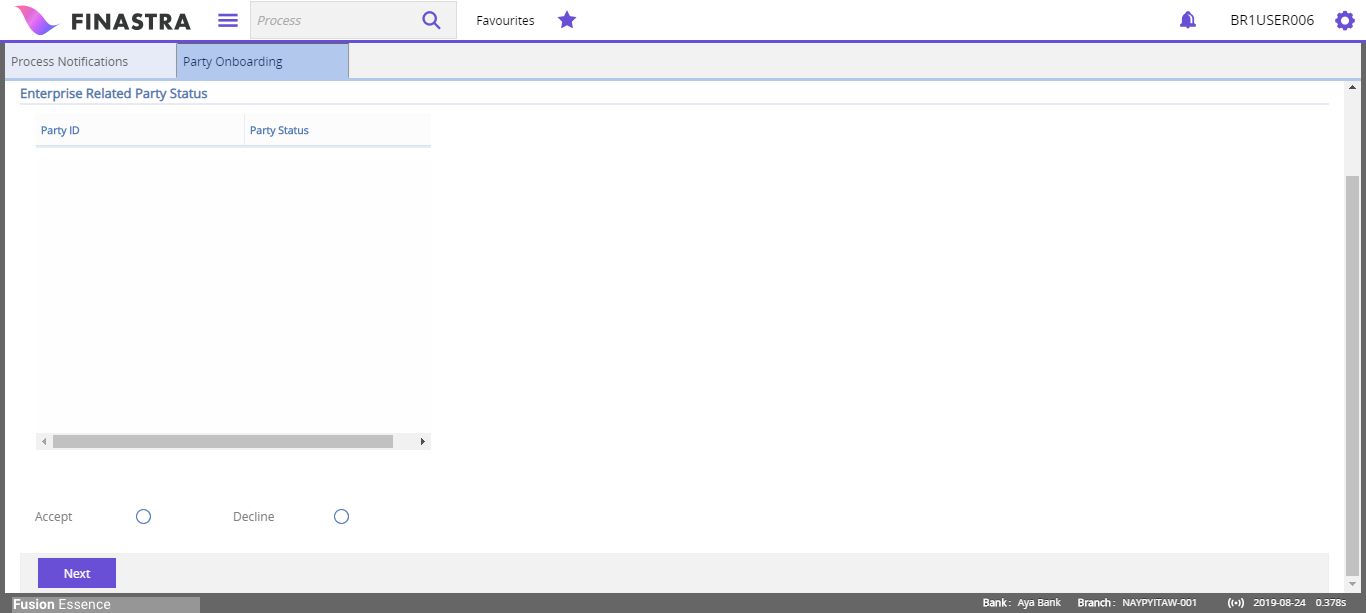 FINASTRA Process Favourites BR1USER006
Process Notifications Party Onboarding
Enterprise Related Party Status
Party ID Party Status
Accept Decline
Next
Fusion Essence Bank : Aya Bank Branch : NAYPYITAW-001 2019-08-24 0.378s